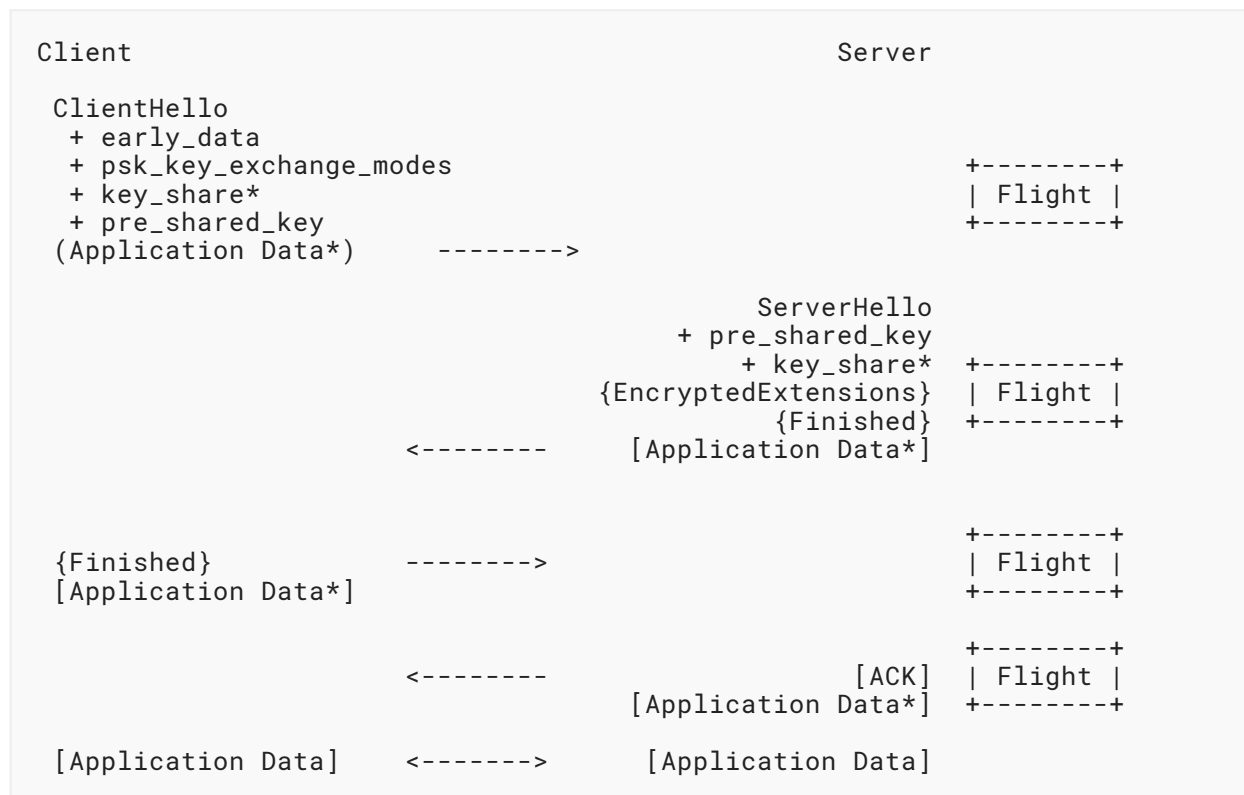 Client                                            Server

 ClientHello
  + early_data
  + psk_key_exchange_modes                                +--------+
  + key_share*                                            | Flight |
  + pre_shared_key                                        +--------+
 (Application Data*)     -------->

                                             ServerHello
                                        + pre_shared_key
                                            + key_share*  +--------+
                                   {EncryptedExtensions}  | Flight |
                                              {Finished}  +--------+
                       <--------     [Application Data*]

                                                          +--------+
 {Finished}            -------->                          | Flight |
 [Application Data*]                                      +--------+

                                                          +--------+
                       <--------                   [ACK]  | Flight |
                                     [Application Data*]  +--------+

 [Application Data]    <------->      [Application Data]